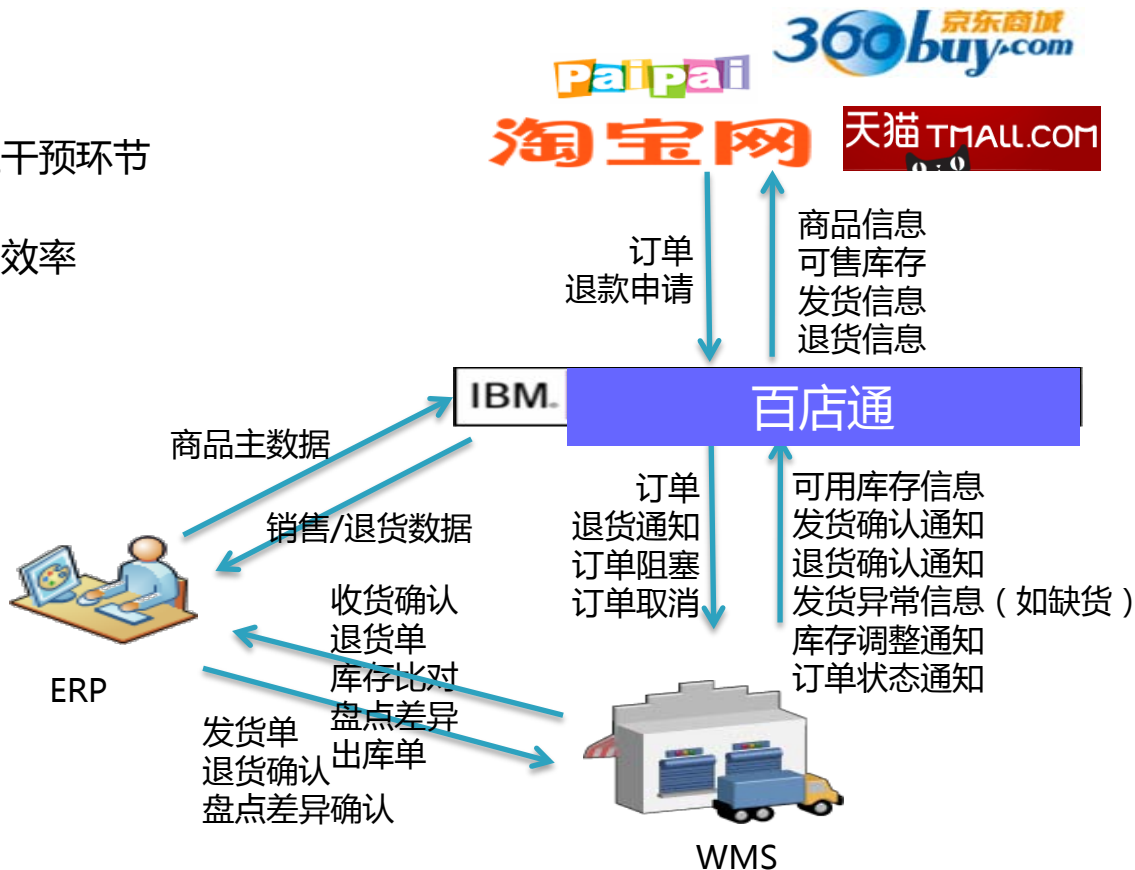 京东商城
360buy.com
PaiPai
淘宝网
天猫 TMALL.COM
干预环节
效率
订单
退款申请
商品信息
可售库存
发货信息
退货信息
IBM.
百店通
商品主数据
销售/退货数据
订单
退货通知
订单阻塞
订单取消
可用库存信息
发货确认通知
退货确认通知
发货异常信息（如缺货）
库存调整通知
订单状态通知
收货确认
退货单
库存比对
盘点差异
出库单
ERP
发货单
退货确认
盘点差异确认
WMS